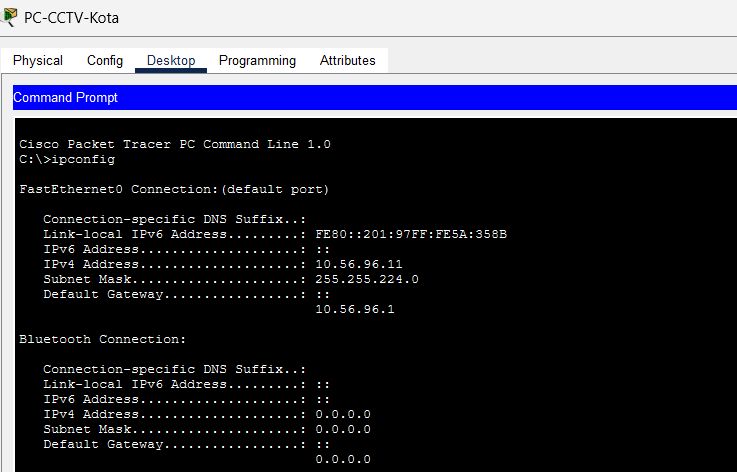 PC-CCTV-Kota
Physical Config Desktop Programming Attributes
Command Prompt
Cisco Packet Tracer PC Command Line 1.0
C:\>ipconfig
FastEthernet0 Connection:(default port)
Connection-specific DNS Suffix..:
Link-local IPv6 Address.........: FE80::201:97FF:FE5A:358B
IPv6 Address....................: ::
IPv4 Address....................: 10.56.96.11
Subnet Mask.....................: 255.255.224.0
Default Gateway.................: ::
10.56.96.1
Bluetooth Connection:
Connection-specific DNS Suffix..:
Link-local IPv6 Address.........: ::
IPv6 Address....................: ::
IPv4 Address....................: 0.0.0.0
Subnet Mask.....................: 0.0.0.0
Default Gateway.................: ::
0.0.0.0